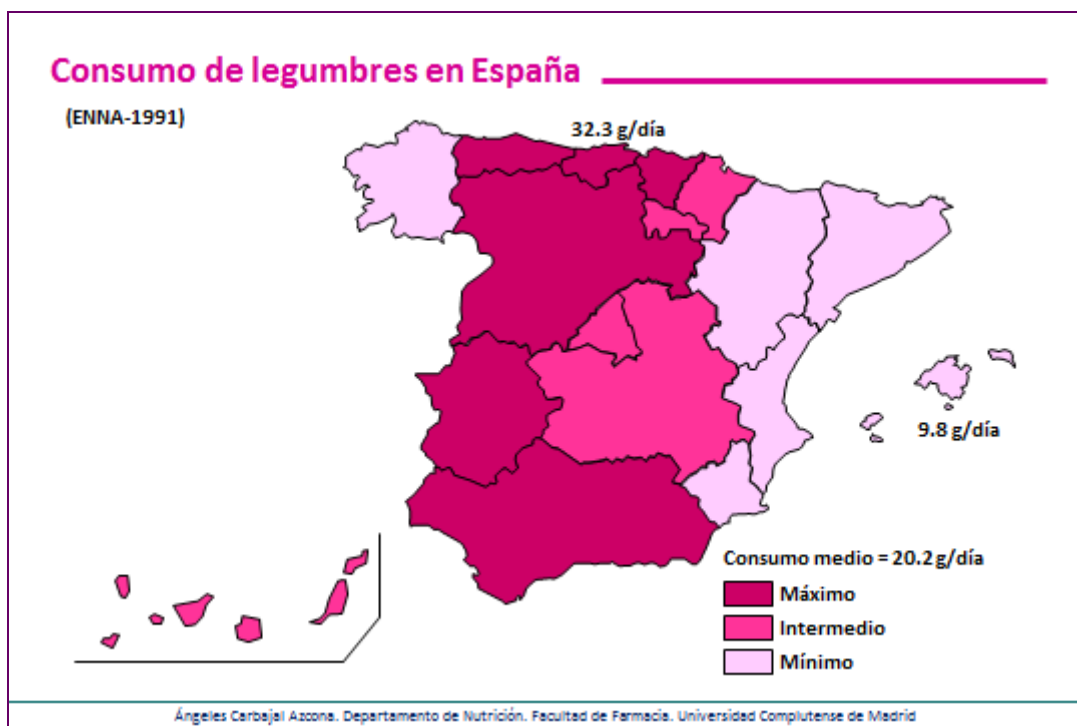 Consumo de legumbres en España
(ENNA-1991)
32.3 g/día
9.8 g/día
Consumo medio = 20.2 g/día
Máximo
Intermedio
Mínimo
Ángeles Carbajal Azcona. Departamento de Nutrición. Facultad de Farmacia. Universidad Complutense de Madrid